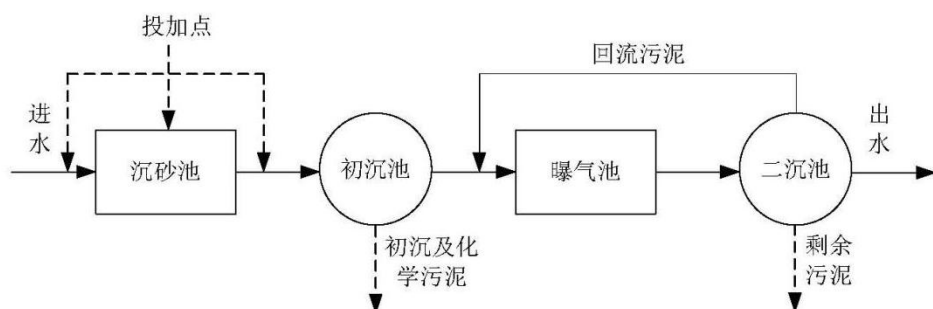 投加点
回流污泥
进水
出水
沉砂池
初沉池
曝气池
二沉池
初沉及化
学污泥
剩余
污泥